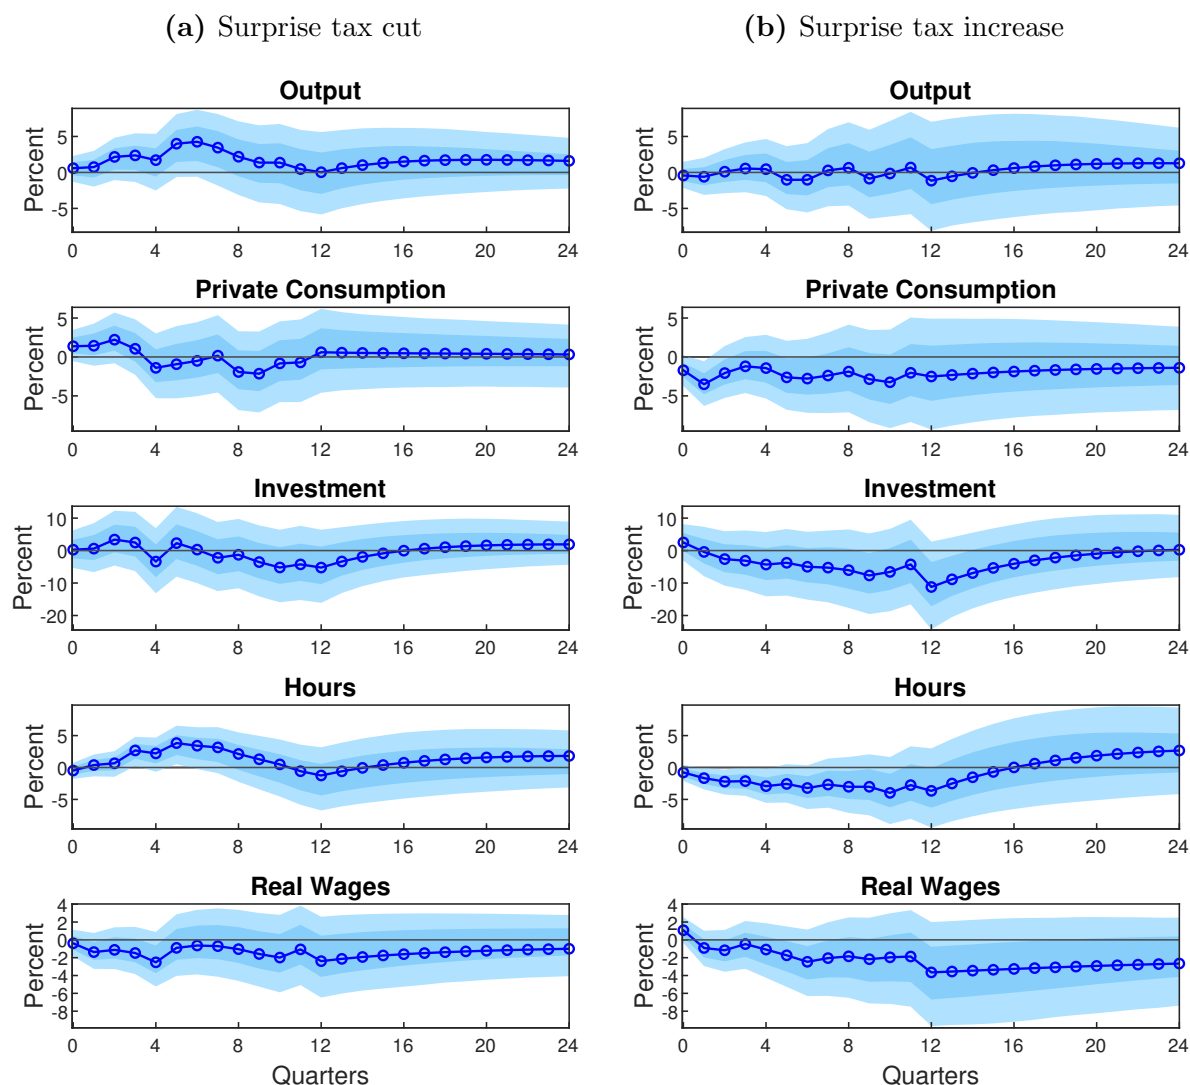 (a) Surprise tax cut
Output
Percent
5
0
-5
0 4 8 12 16 20 24
Private Consumption
Percent
5
0
-5
0 4 8 12 16 20 24
Investment
Percent
10
0
-10
-20
0 4 8 12 16 20 24
Hours
Percent
5
0
-5
0 4 8 12 16 20 24
Real Wages
Percent
4
2
0
-2
-4
-6
-8
0 4 8 12 16 20 24
Quarters
(b) Surprise tax increase
Output
Percent
5
0
-5
0 4 8 12 16 20 24
Private Consumption
Percent
5
0
-5
0 4 8 12 16 20 24
Investment
Percent
10
0
-10
-20
0 4 8 12 16 20 24
Hours
Percent
5
0
-5
0 4 8 12 16 20 24
Real Wages
Percent
4
2
0
-2
-4
-6
-8
0 4 8 12 16 20 24
Quarters